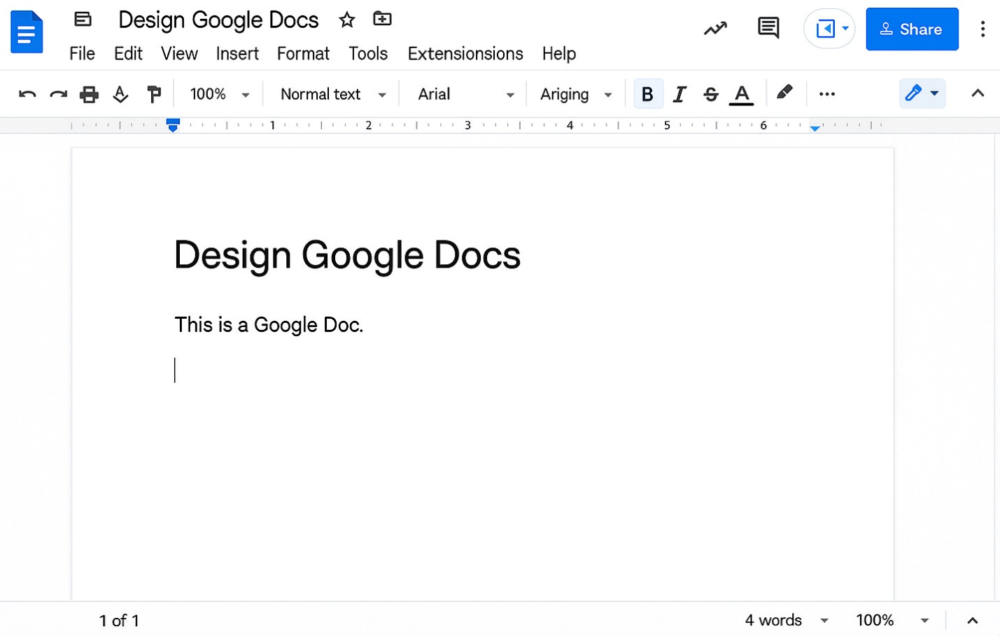 Design Google Docs
Share
File Edit View Insert Format Tools Extensionsions Help
100% Normal text Arial Ariging B I S A
1 2 3 4 5 6
Design Google Docs
This is a Google Doc.
1 of 1 4 words 100%